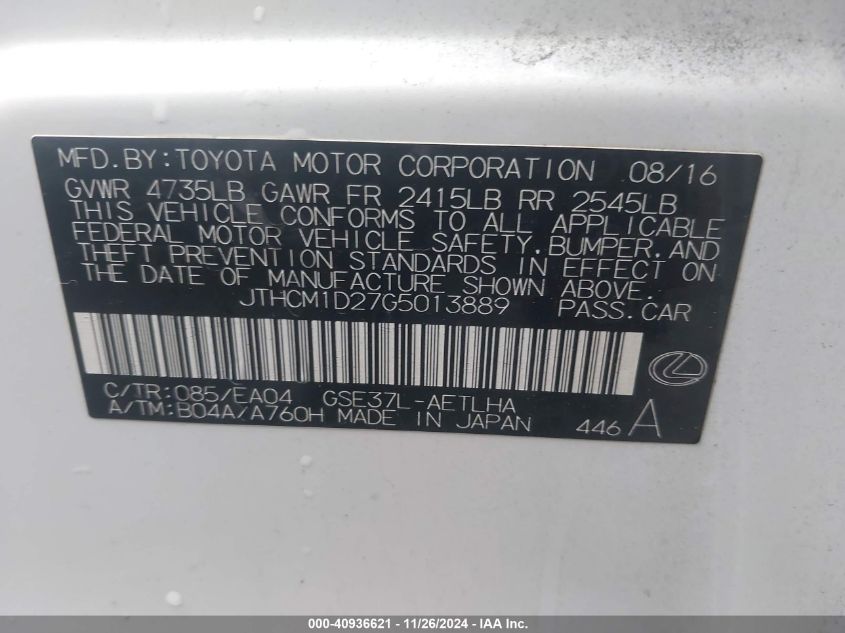 MFD.BY:TOYOTA MOTOR CORPORATION 08/16
GVWR 4735LB GAWR FR 2415LB RR 2545LB
THIS VEHICLE CONFORMS TO ALL APPLICABLE
FEDERAL MOTOR VEHICLE SAFETY,BUMPER,AND
THEFT PREVENTION STANDARDS IN EFFECT ON
THE DATE OF MANUFACTURE SHOWN ABOVE.
JTHCM1D27G5013889 PASS.CAR
C/TR:085/EA04 GSE37L-AETLHA
A/TM:B04A/A760H MADE IN JAPAN 446 A
000-40936621 - 11/26/2024 - IAA Inc.